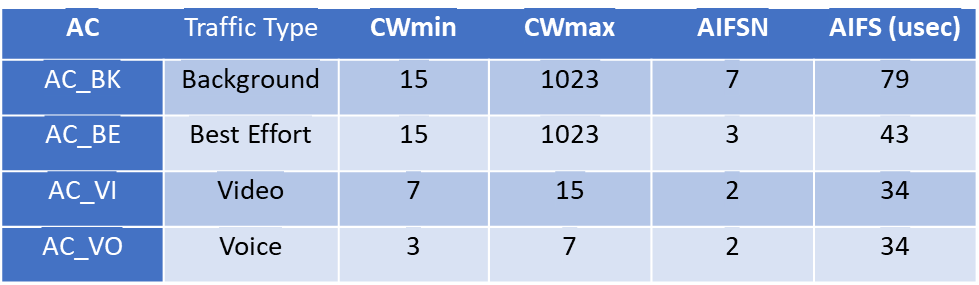 AC Traffic Type CWmin CWmax AIFSN AIFS (usec)
AC_BK Background 15 1023 7 79
AC_BE Best Effort 15 1023 3 43
AC_VI Video 7 15 2 34
AC_VO Voice 3 7 2 34